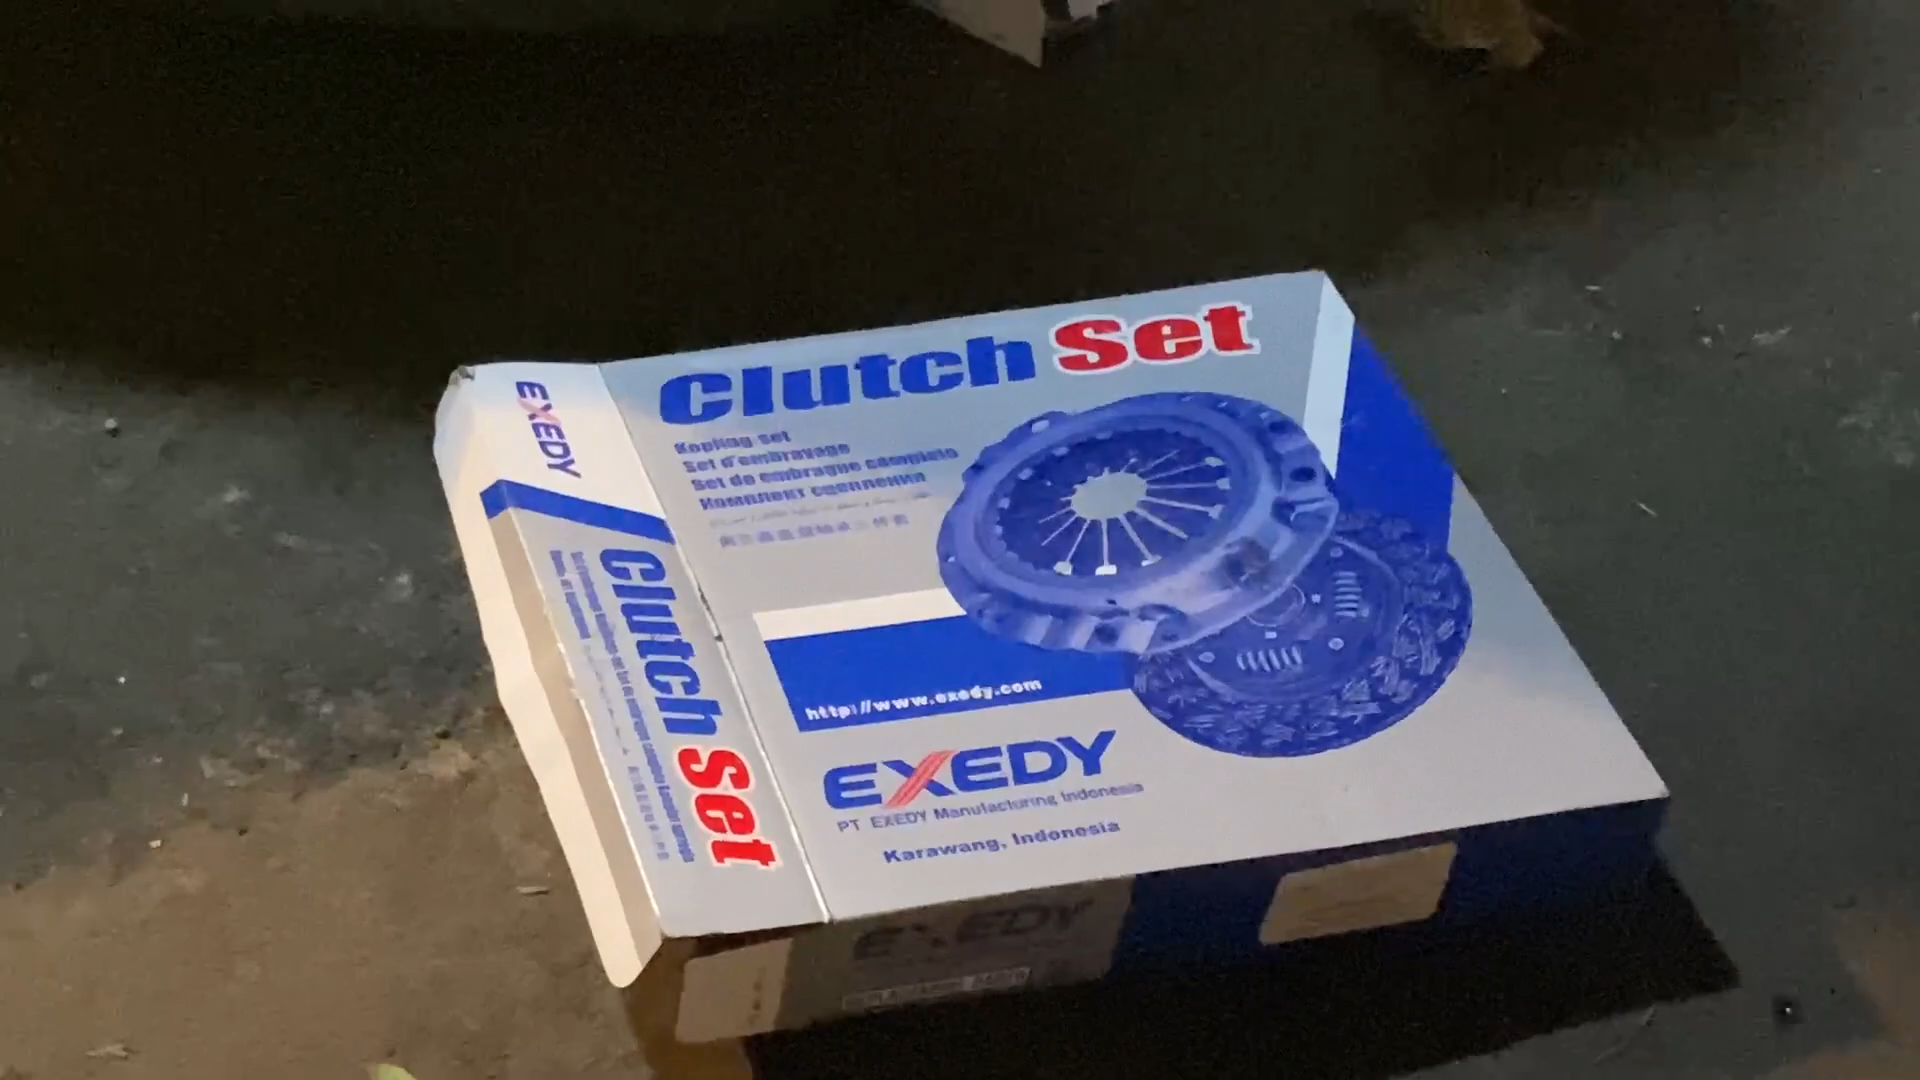 Clutch Set
Kopling set
Set d'embrayage
Set de embrague completo
Комплект сцепления
http://www.exedy.com
EXEDY
PT EXEDY Manufacturing Indonesia
Karawang, Indonesia
EXEDY
Clutch Set
EXEDY